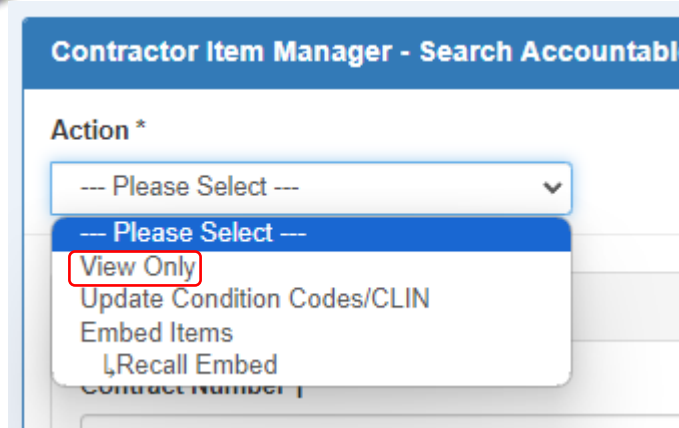 Contractor Item Manager - Search Accountabl
Action *
--- Please Select ---
--- Please Select ---
View Only
Update Condition Codes/CLIN
Embed Items
↳Recall Embed
Contract Number